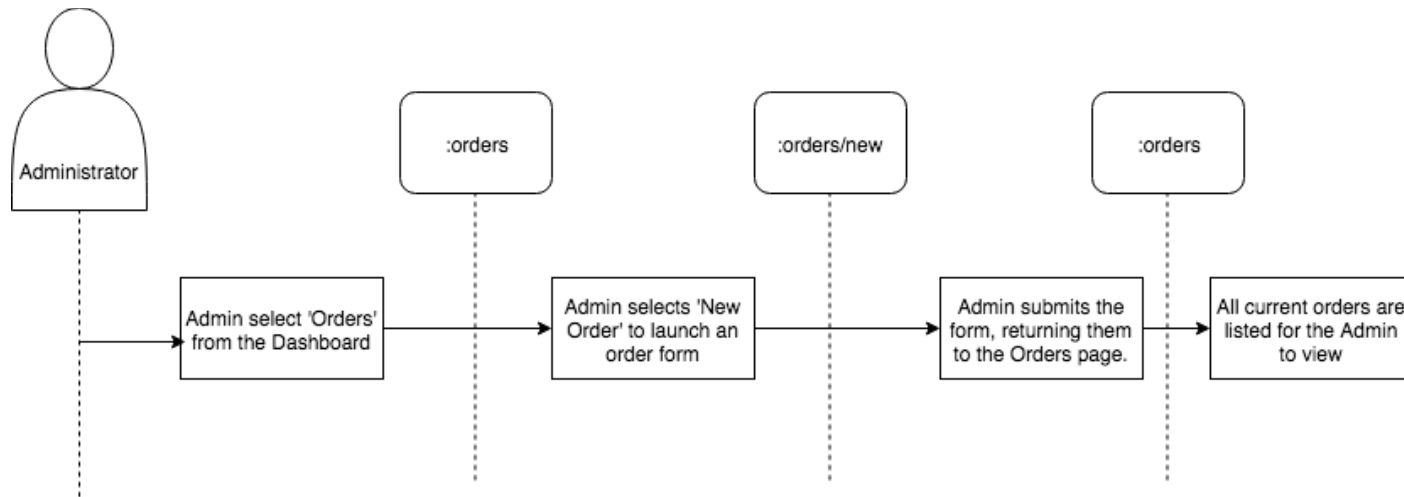 Administrator
:orders
:orders/new
:orders
Admin select 'Orders'
from the Dashboard
Admin selects 'New
Order' to launch an
order form
Admin submits the
form, returning them
to the Orders page.
All current orders are
listed for the Admin
to view